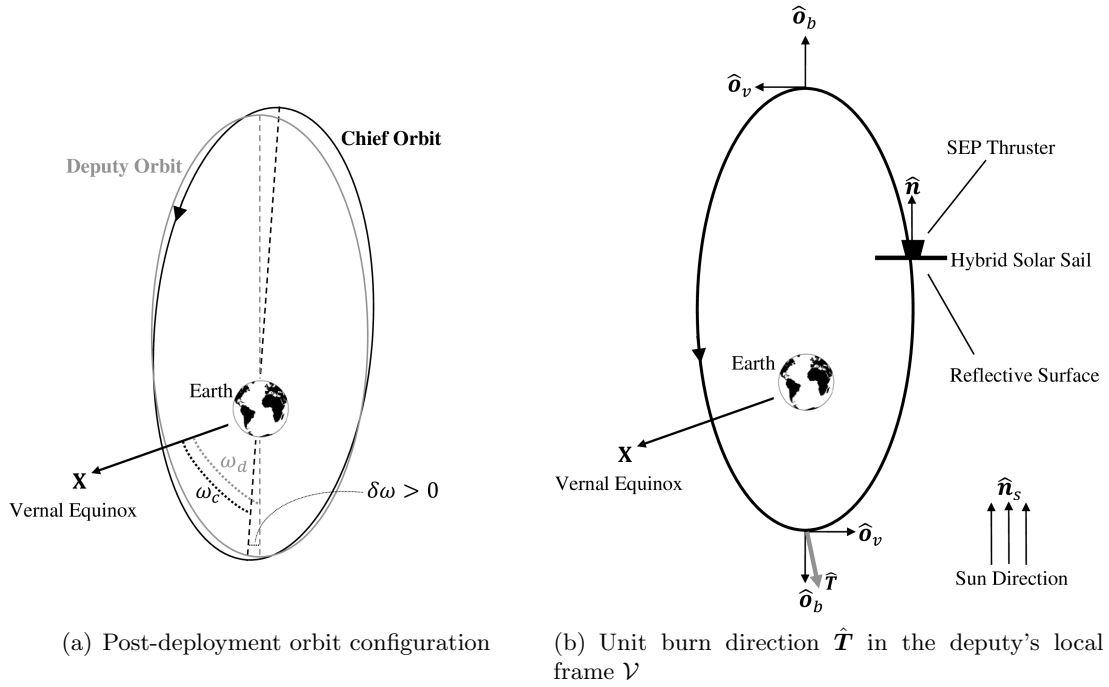 Chief Orbit
Deputy Orbit
Earth
X
Vernal Equinox
ω_d
ω_c
δω > 0
(a) Post-deployment orbit configuration
ô_b
ô_v
SEP Thruster
n̂
Hybrid Solar Sail
Reflective Surface
Earth
X
Vernal Equinox
ô_v
T̂
ô_b
n̂_s
Sun Direction
(b) Unit burn direction T̂ in the deputy's local
frame 𝒱